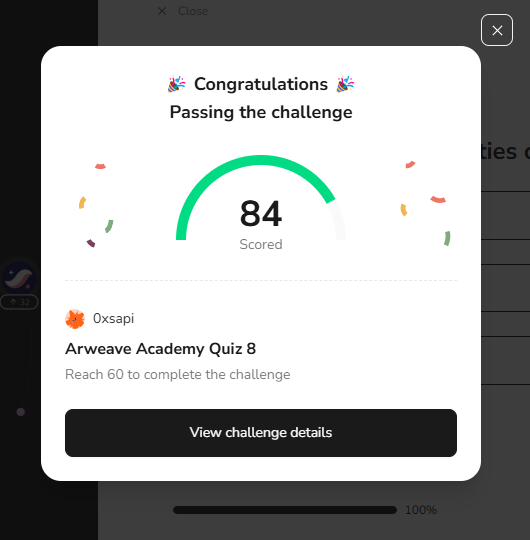 Close
Congratulations
Passing the challenge
ties
84
Scored
32
0xsapi
Arweave Academy Quiz 8
Reach 60 to complete the challenge
View challenge details
100%